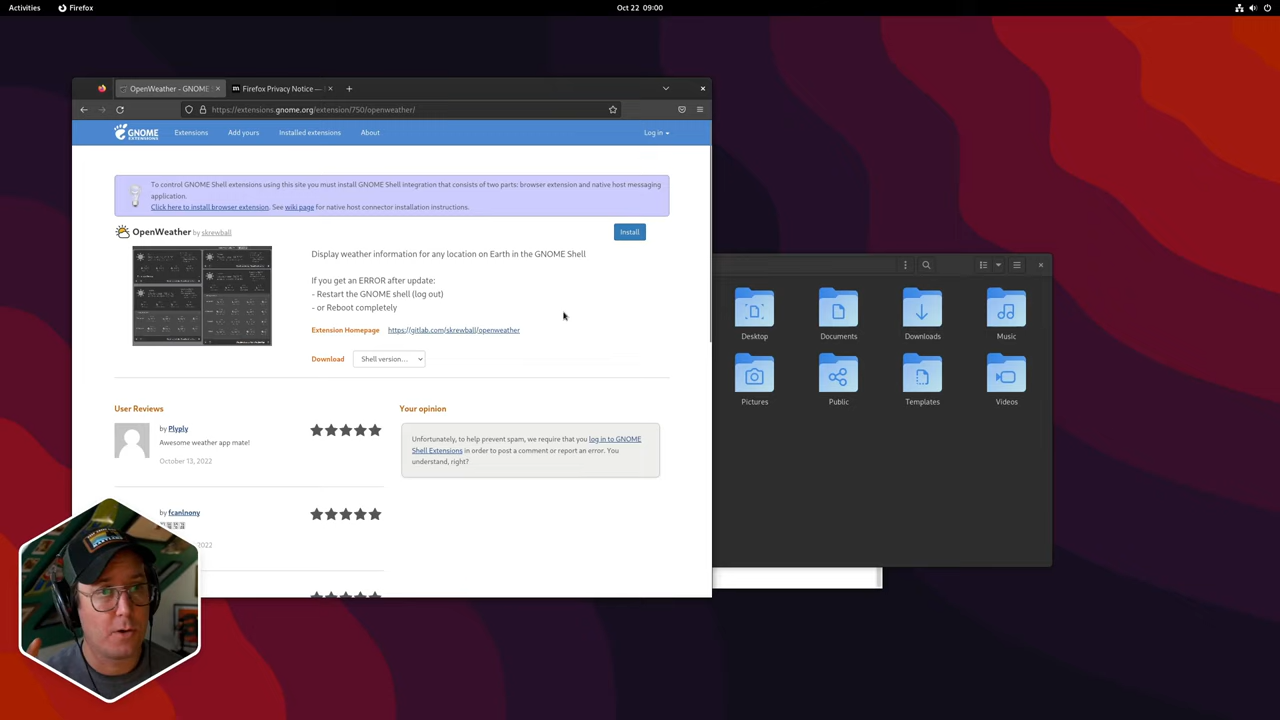 Activities
Firefox
Oct 22 09:00
OpenWeather - GNOME
Firefox Privacy Notice —
https://extensions.gnome.org/extension/750/openweather/
GNOME EXTENSIONS
Extensions
Add yours
Installed extensions
About
Log in
To control GNOME Shell extensions using this site you must install GNOME Shell integration that consists of two parts: browser extension and native host messaging
application.
Click here to install browser extension. See wiki page for native host connector installation instructions.
OpenWeather by skrewball
Install
Display weather information for any location on Earth in the GNOME Shell
If you get an ERROR after update:
- Restart the GNOME shell (log out)
- or Reboot completely
Extension Homepage https://gitlab.com/skrewball/openweather
Download Shell version...
User Reviews
by Plyply
Awesome weather app mate!
October 13, 2022
by fcanlnony
2022
Your opinion
Unfortunately, to help prevent spam, we require that you log in to GNOME
Shell Extensions in order to post a comment or report an error. You
understand, right?
Desktop
Documents
Downloads
Music
Pictures
Public
Templates
Videos
MARYLAND